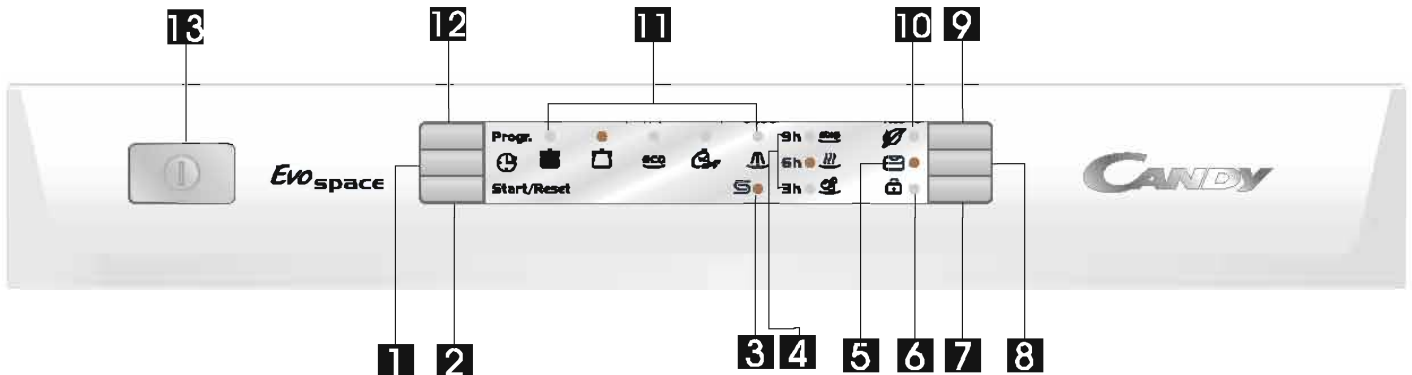 13 12 11 10 9
Progr. 9h stop
Evo space eco 6h CANDY
Start/Reset S 3h
1 2 3 4 5 6 7 8